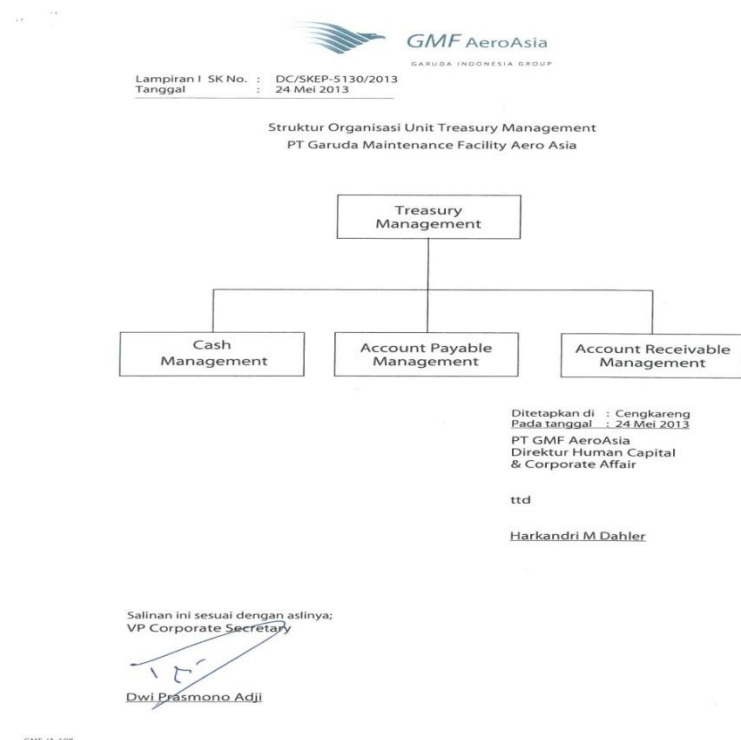 GMF AeroAsia
GARUDA INDONESIA GROUP
Lampiran I SK No. : DC/SKEP-5130/2013
Tanggal : 24 Mei 2013
Struktur Organisasi Unit Treasury Management
PT Garuda Maintenance Facility Aero Asia
Treasury
Management
Cash
Management
Account Payable
Management
Account Receivable
Management
Ditetapkan di : Cengkareng
Pada tanggal : 24 Mei 2013
PT GMF AeroAsia
Direktur Human Capital
& Corporate Affair
ttd
Harkandri M Dahler
Salinan ini sesuai dengan aslinya;
VP Corporate Secretary
Dwi Prasmono Adji